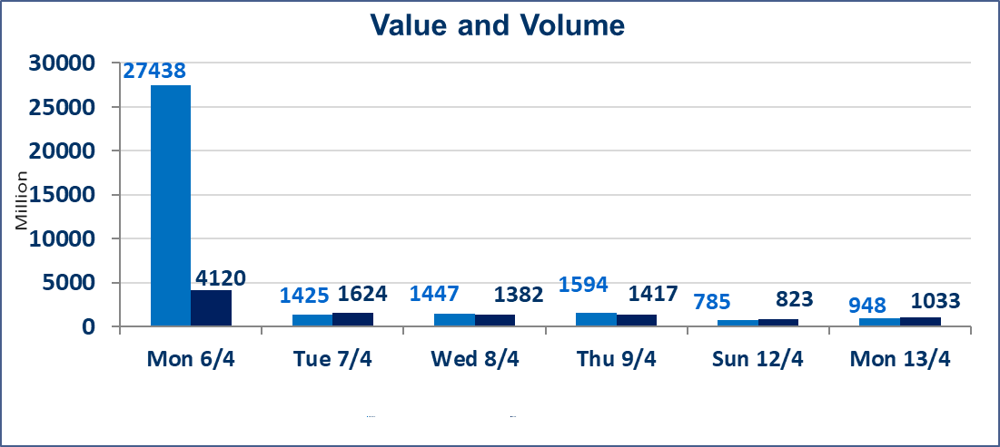 Value and Volume
30000
25000
20000
15000
10000
5000
0
Million
27438
4120
1425
1624
1447
1382
1594
1417
785
823
948
1033
Mon 6/4
Tue 7/4
Wed 8/4
Thu 9/4
Sun 12/4
Mon 13/4